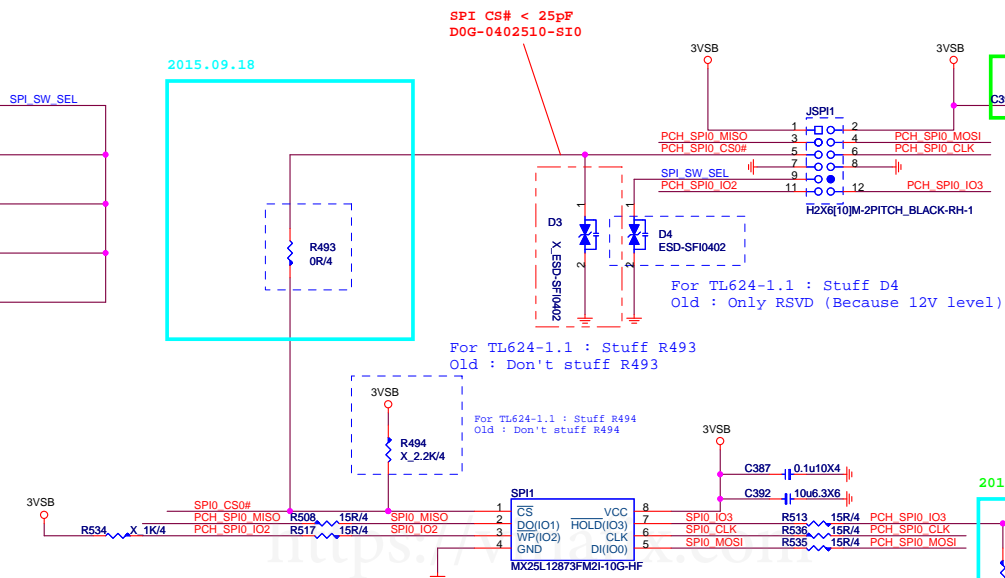 SPI CS# < 25pF
D0G-0402510-SI0
2015.09.18
3VSB
3VSB
SPI_SW_SEL
C3
JSPI1
1
2
PCH_SPI0_MISO
3
4
PCH_SPI0_MOSI
PCH_SPI0_CS0#
5
6
PCH_SPI0_CLK
7
8
SPI_SW_SEL
9
PCH_SPI0_IO2
11
12
PCH_SPI0_IO3
H2X6[10]M-2PITCH_BLACK-RH-1
R493
0R/4
1
D3
X_ESD-SFI0402
2
1
D4
ESD-SFI0402
2
For TL624-1.1 : Stuff D4
Old : Only RSVD (Because 12V level)
For TL624-1.1 : Stuff R493
Old : Don't stuff R493
3VSB
R494
X_2.2K/4
For TL624-1.1 : Stuff R494
Old : Don't stuff R494
3VSB
C387
0.1u10X4
C392
10u6.3X6
201
3VSB
R534
X_1K/4
SPI0_CS0#
PCH_SPI0_MISO
R508
15R/4
SPI0_MISO
PCH_SPI0_IO2
R517
15R/4
SPI0_IO2
SPI1
1
CS
VCC
8
2
DO(IO1)
HOLD(IO3)
7
3
WP(IO2)
CLK
6
4
GND
DI(IO0)
5
MX25L12873FM2I-10G-HF
SPI0_IO3
R513
15R/4
PCH_SPI0_IO3
SPI0_CLK
R536
15R/4
PCH_SPI0_CLK
SPI0_MOSI
R535
15R/4
PCH_SPI0_MOSI